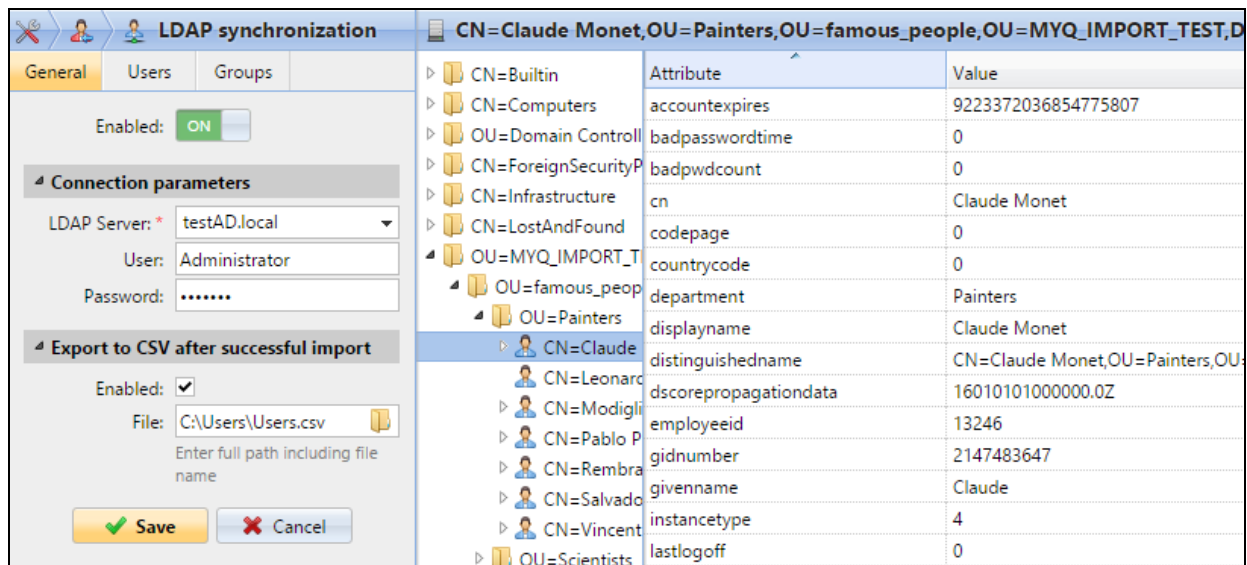 LDAP synchronization
General Users Groups
Enabled: ON
Connection parameters
LDAP Server: * testAD.local
User: Administrator
Password: •••••••
Export to CSV after successful import
Enabled:
File: C:\Users\Users.csv
Enter full path including file
name
Save Cancel
CN=Claude Monet,OU=Painters,OU=famous_people,OU=MYQ_IMPORT_TEST,D
CN=Builtin
CN=Computers
OU=Domain Controll
CN=ForeignSecurityP
CN=Infrastructure
CN=LostAndFound
OU=MYQ_IMPORT_T
OU=famous_peop
OU=Painters
CN=Claude
CN=Leonard
CN=Modigli
CN=Pablo P
CN=Rembra
CN=Salvado
CN=Vincent
OU=Scientists
Attribute Value
accountexpires 9223372036854775807
badpasswordtime 0
badpwdcount 0
cn Claude Monet
codepage 0
countrycode 0
department Painters
displayname Claude Monet
distinguishedname CN=Claude Monet,OU=Painters,OU=
dscorepropagationdata 16010101000000.0Z
employeeid 13246
gidnumber 2147483647
givenname Claude
instancetype 4
lastlogoff 0